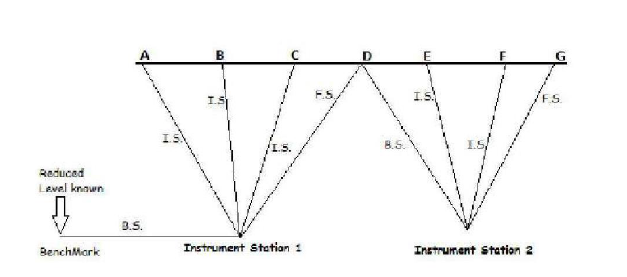 A B C D E F G
I.S. F.S. I.S. F.S.
I.S. I.S. B.S. I.S.
Reduced
Level known
B.S.
BenchMark Instrument Station 1 Instrument Station 2